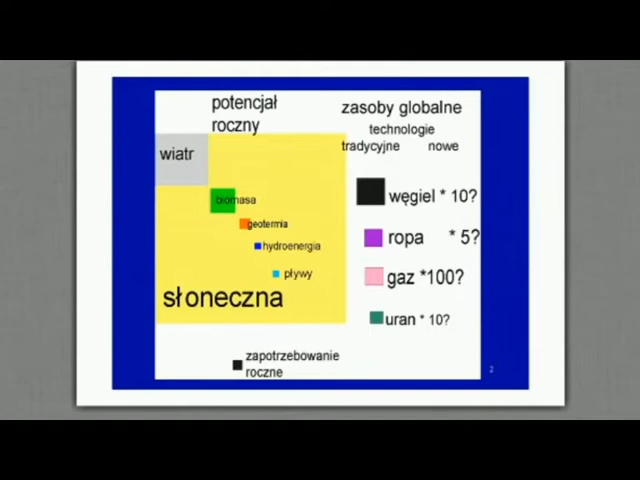 potencjał
roczny
wiatr
biomasa
geotermia
hydroenergia
pływy
słoneczna
zapotrzebowanie
roczne
zasoby globalne
technologie
tradycyjne nowe
węgiel * 10?
ropa * 5?
gaz *100?
uran * 10?
2